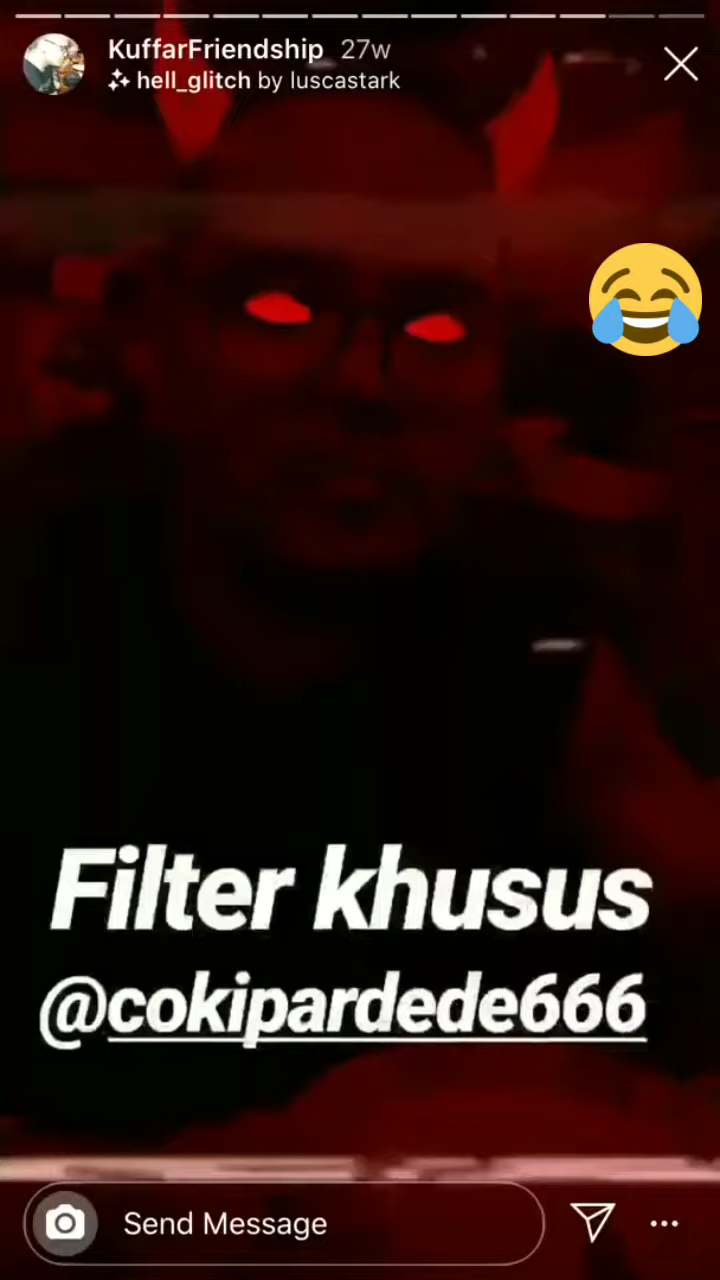 KuffarFriendship 27w
hell_glitch by luscastark
Filter khusus
@cokipardede666
Send Message